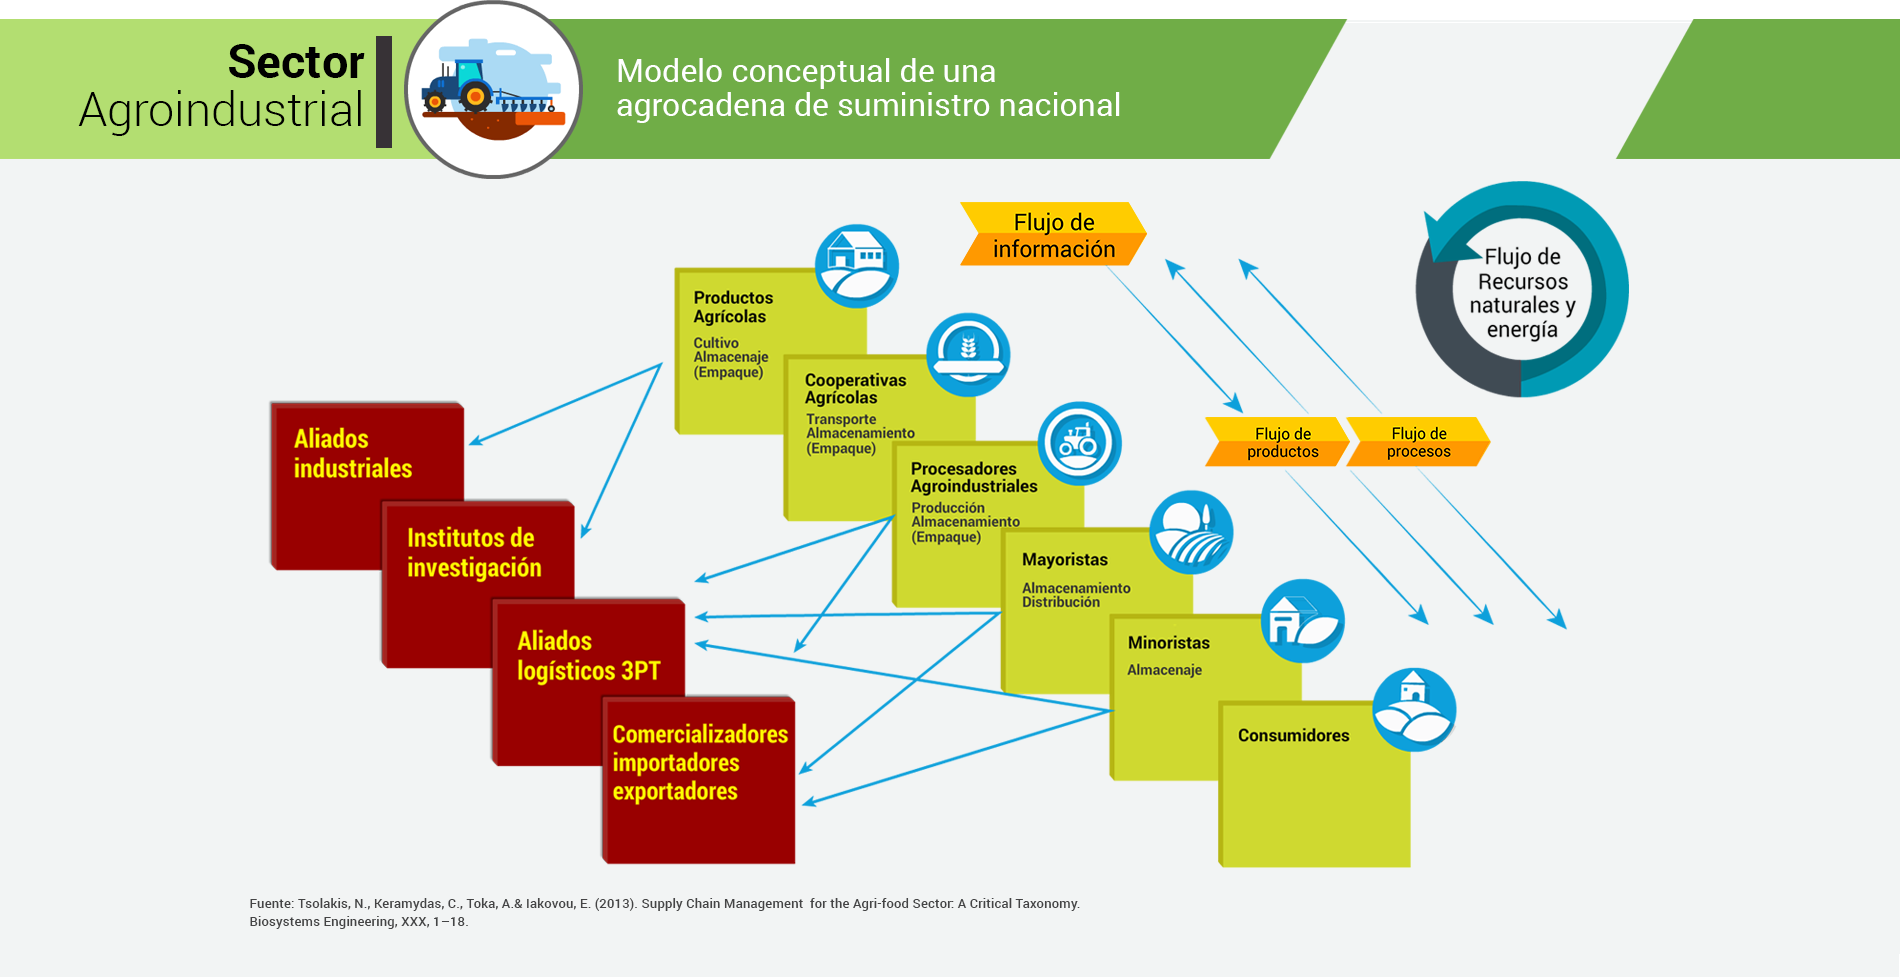 Sector
Agroindustrial
Modelo conceptual de una
agrocadena de suministro nacional
Flujo de
información
Flujo de
Recursos
naturales y
energía
Productos
Agrícolas
Cultivo
Almacenaje
(Empaque)
Cooperativas
Agrícolas
Transporte
Almacenamiento
(Empaque)
Flujo de
productos
Flujo de
procesos
Aliados
industriales
Procesadores
Agroindustriales
Producción
Almacenamiento
(Empaque)
Institutos de
investigación
Mayoristas
Almacenamiento
Distribución
Aliados
logísticos 3PT
Minoristas
Almacenaje
Comercializadores
importadores
exportadores
Consumidores
Fuente: Tsolakis, N., Keramydas, C., Toka, A.& Iakovou, E. (2013). Supply Chain Management for the Agri-food Sector: A Critical Taxonomy.
Biosystems Engineering, XXX, 1–18.